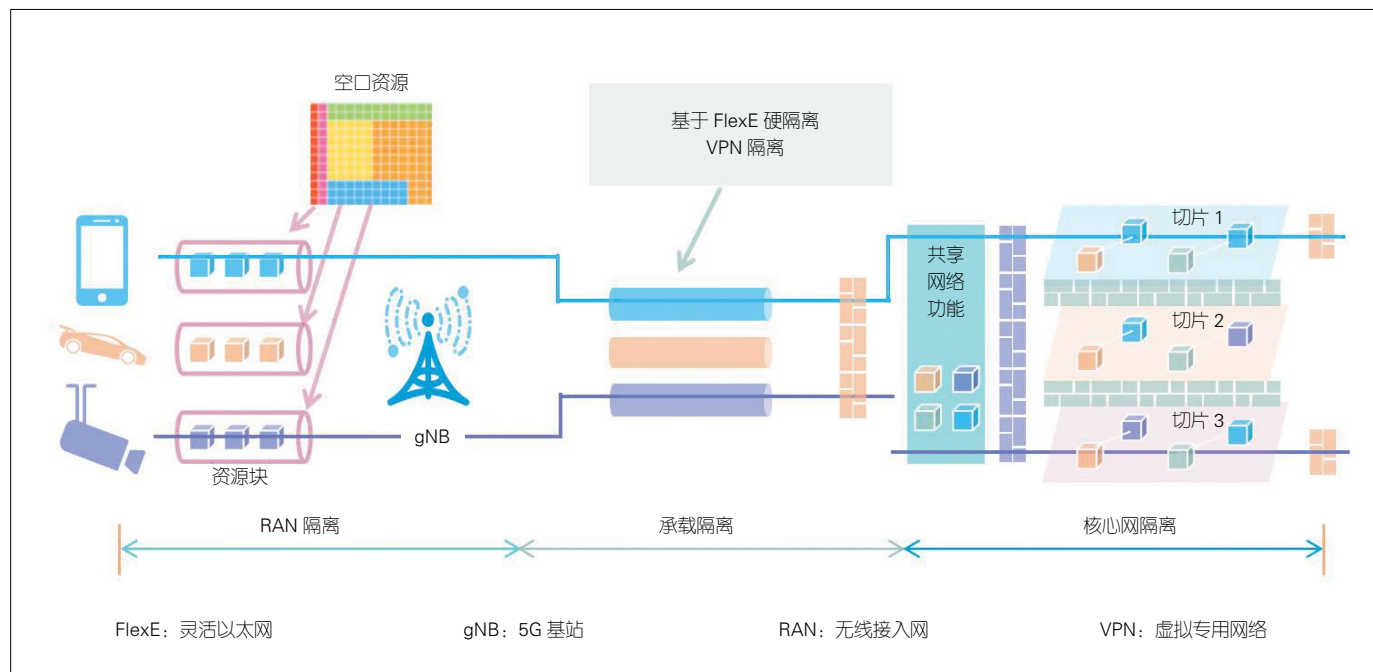 空口资源
基于 FlexE 硬隔离
VPN 隔离
切片 1
共享
网络
功能
切片 2
切片 3
gNB
资源块
RAN 隔离
承载隔离
核心网隔离
FlexE：灵活以太网
gNB：5G 基站
RAN：无线接入网
VPN：虚拟专用网络